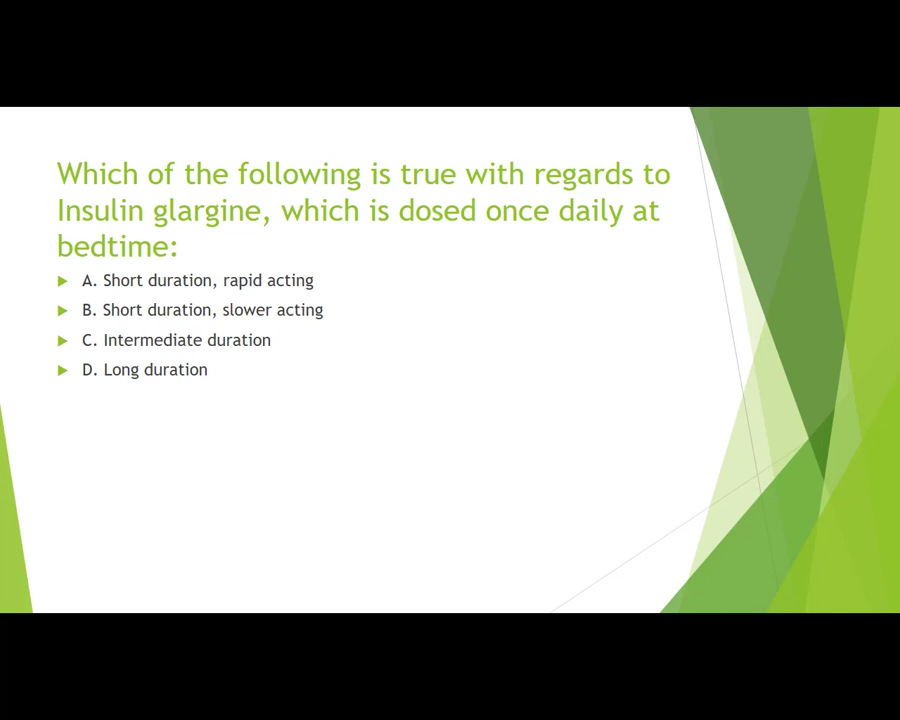 Which of the following is true with regards to
Insulin glargine, which is dosed once daily at
bedtime:
A. Short duration, rapid acting
B. Short duration, slower acting
C. Intermediate duration
D. Long duration